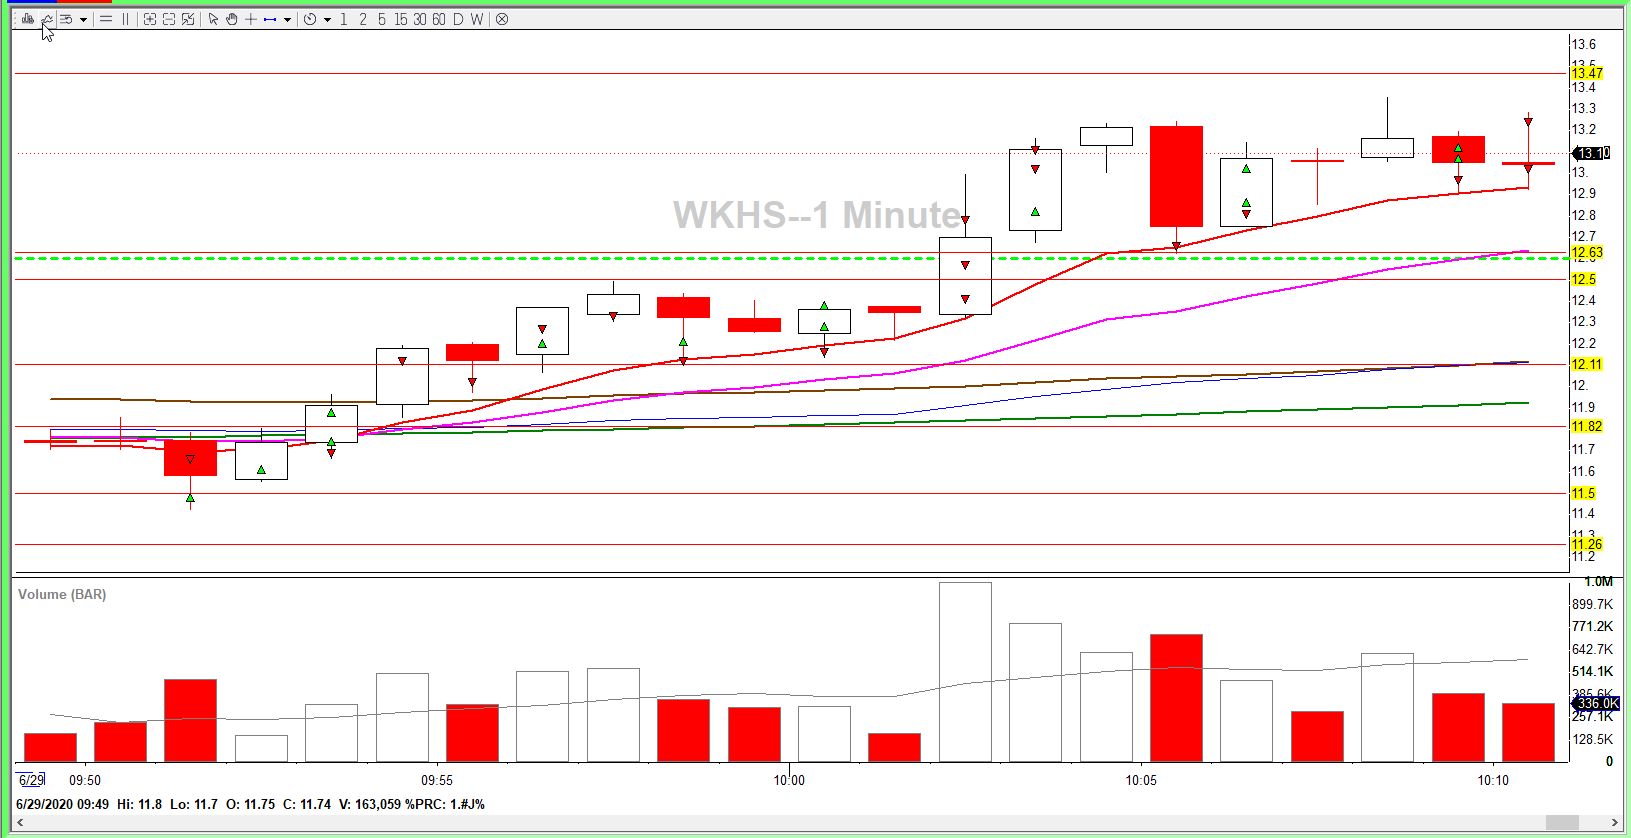 1 2 5 15 30 60 D W
WKHS--1 Minute
13.6
13.5
13.47
13.4
13.3
13.2
13.10
13.
12.9
12.8
12.7
12.63
12.6
12.5
12.4
12.3
12.2
12.11
12.
11.9
11.82
11.7
11.6
11.5
11.4
11.3
11.26
11.2
Volume (BAR)
1.0M
899.7K
771.2K
642.7K
514.1K
385.6K
336.0K
257.1K
128.5K
0
6/29 09:50 09:55 10:00 10:05 10:10
6/29/2020 09:49 Hi: 11.8 Lo: 11.7 O: 11.75 C: 11.74 V: 163,059 %PRC: 1.#J%